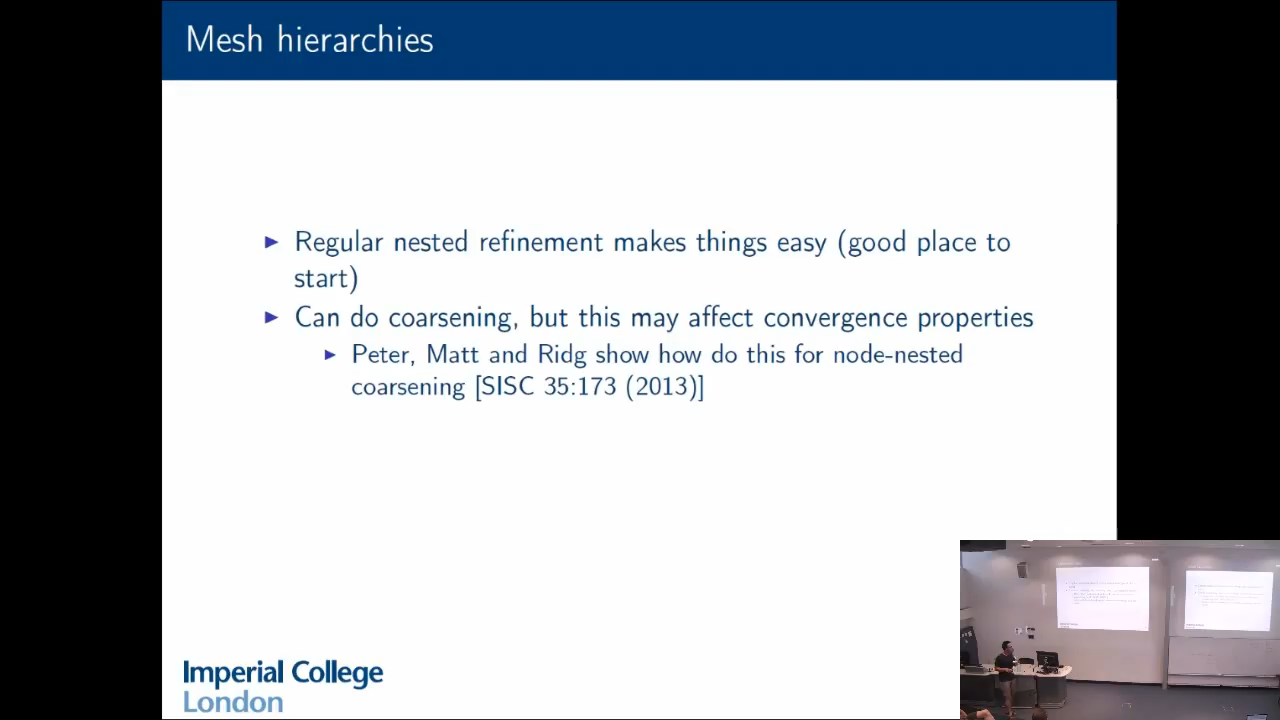 Mesh hierarchies
▶ Regular nested refinement makes things easy (good place to
start)
▶ Can do coarsening, but this may affect convergence properties
▶ Peter, Matt and Ridg show how do this for node-nested
coarsening [SISC 35:173 (2013)]
Imperial College
London